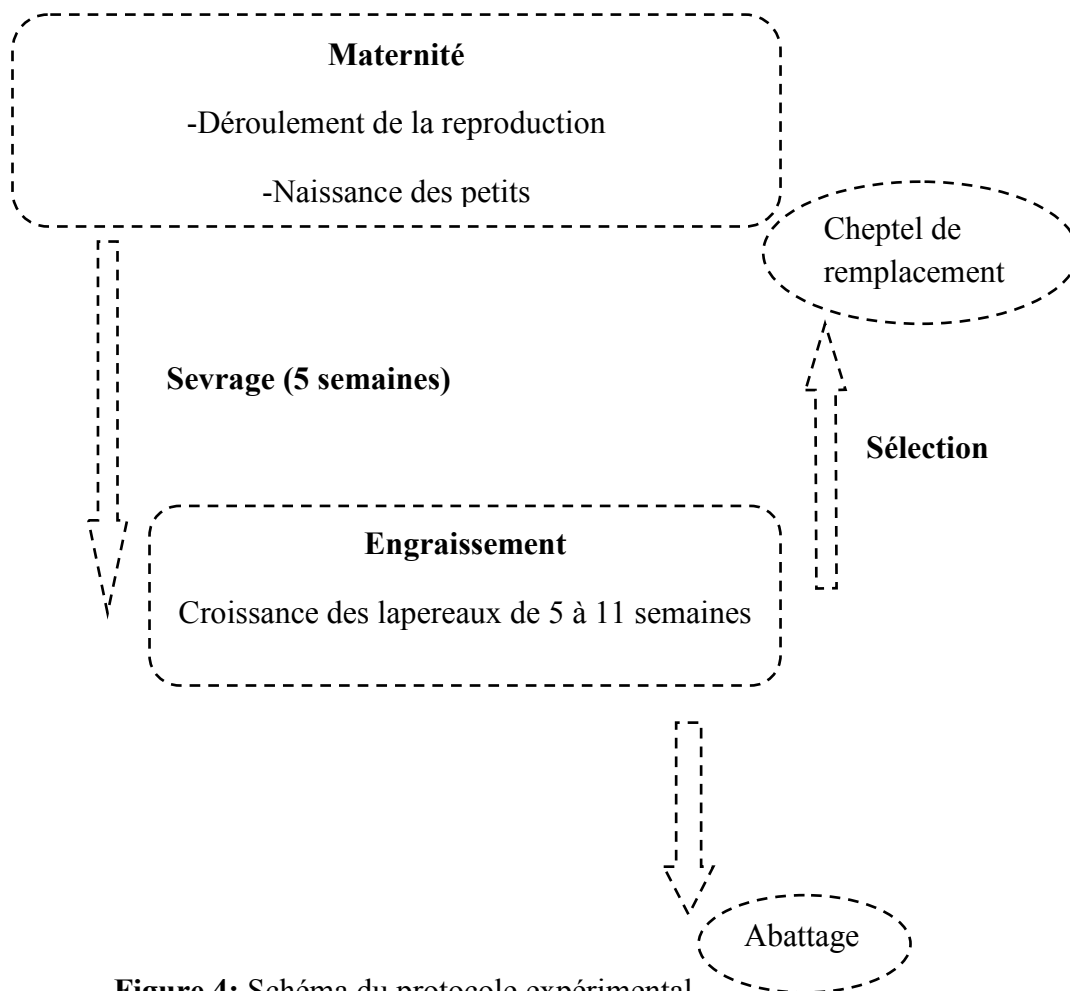 Maternité
-Déroulement de la reproduction
-Naissance des petits
Cheptel de
remplacement
Sevrage (5 semaines)
Sélection
Engraissement
Croissance des lapereaux de 5 à 11 semaines
Abattage
Figure 4: Schéma du protocole expérimental